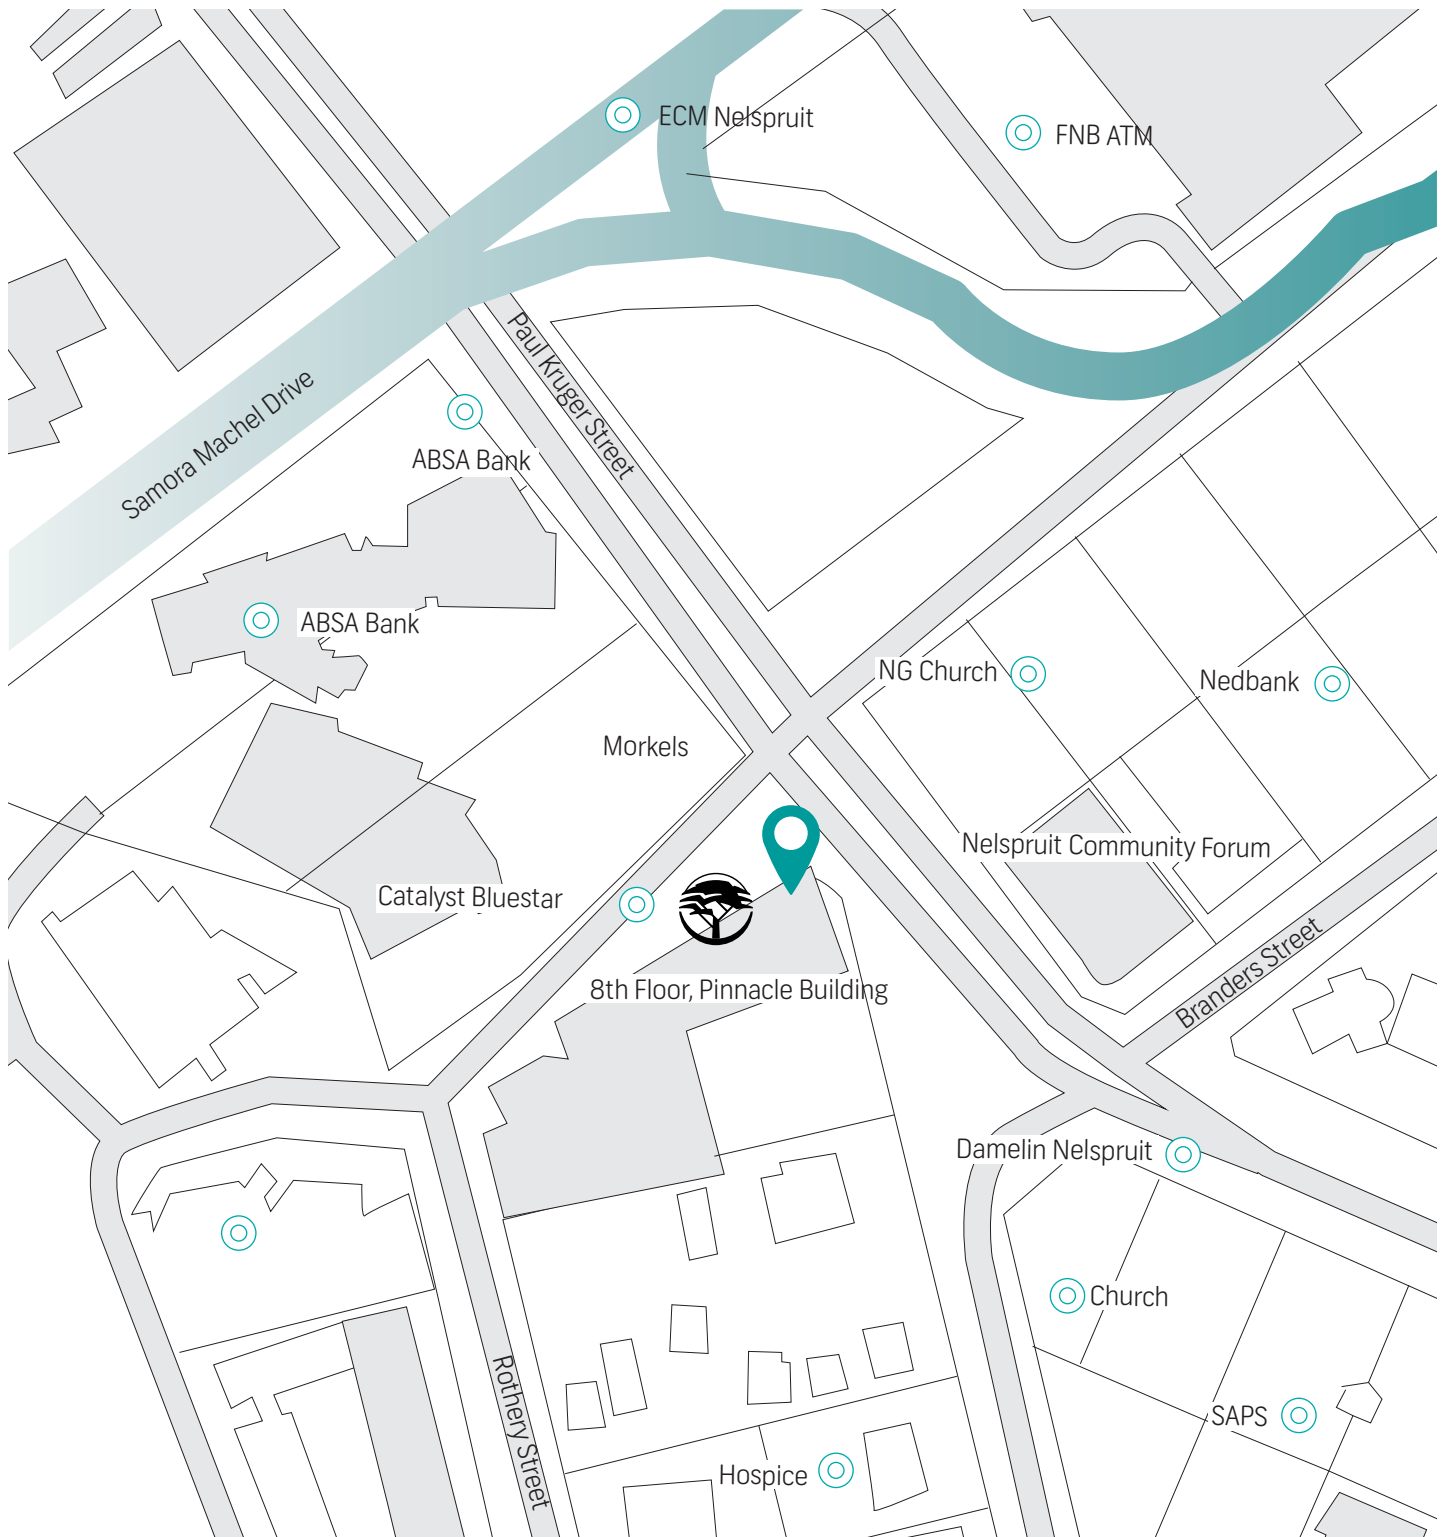 ECM Nelspruit
FNB ATM
Paul Kruger Street
Samora Machel Drive
ABSA Bank
ABSA Bank
NG Church
Nedbank
Morkels
Nelspruit Community Forum
Catalyst Bluestar
8th Floor, Pinnacle Building
Branders Street
Damelin Nelspruit
Church
Rothery Street
SAPS
Hospice